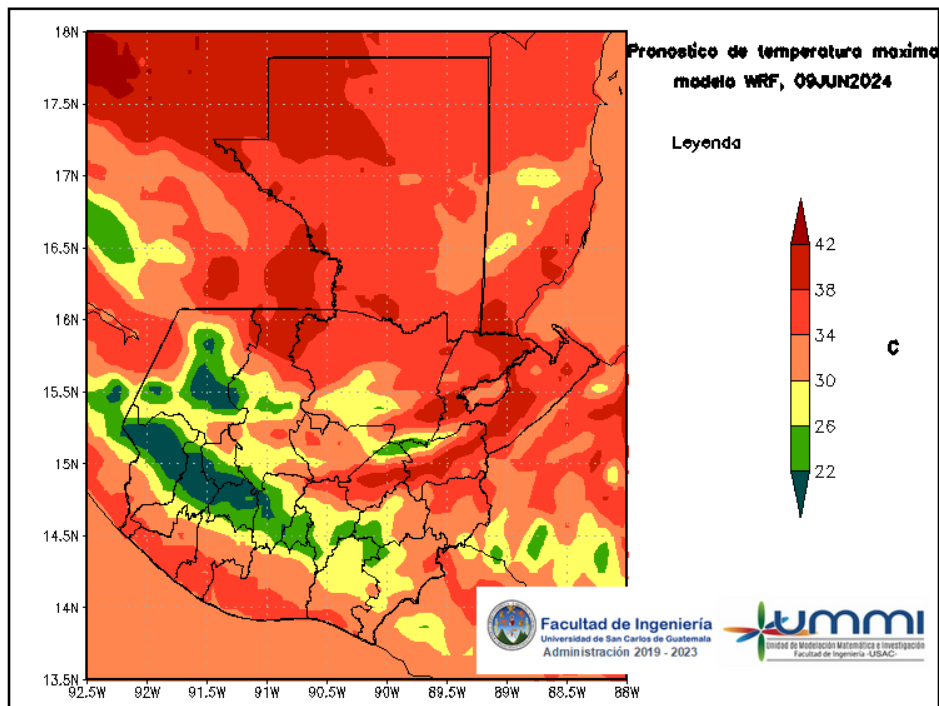 Pronostico de temperatura maxima
modelo WRF, 09JUN2024
Leyenda
42
38
34
30
26
22
C
18N
17.5N
17N
16.5N
16N
15.5N
15N
14.5N
14N
13.5N
92.5W 92W 91.5W 91W 90.5W 90W 89.5W 89W 88.5W 88W
Facultad de Ingeniería
Universidad de San Carlos de Guatemala
Administración 2019 - 2023
ummi
Unidad de Modelación Matemática e Investigación
Facultad de Ingeniería -USAC-